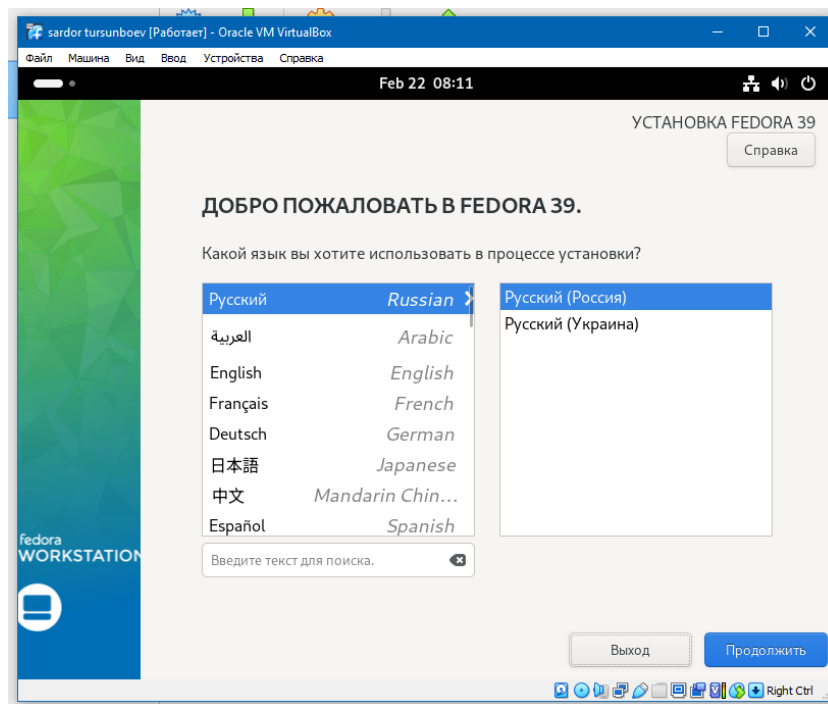 sardor tursunboev [Работает] - Oracle VM VirtualBox
Файл Машина Вид Ввод Устройства Справка
Feb 22 08:11
УСТАНОВКА FEDORA 39
Справка
ДОБРО ПОЖАЛОВАТЬ В FEDORA 39.
Какой язык вы хотите использовать в процессе установки?
Русский Russian
العربية Arabic
English English
Français French
Deutsch German
日本語 Japanese
中文 Mandarin Chin...
Español Spanish
Русский (Россия)
Русский (Украина)
Введите текст для поиска.
fedora
WORKSTATION
Выход
Продолжить
Right Ctrl